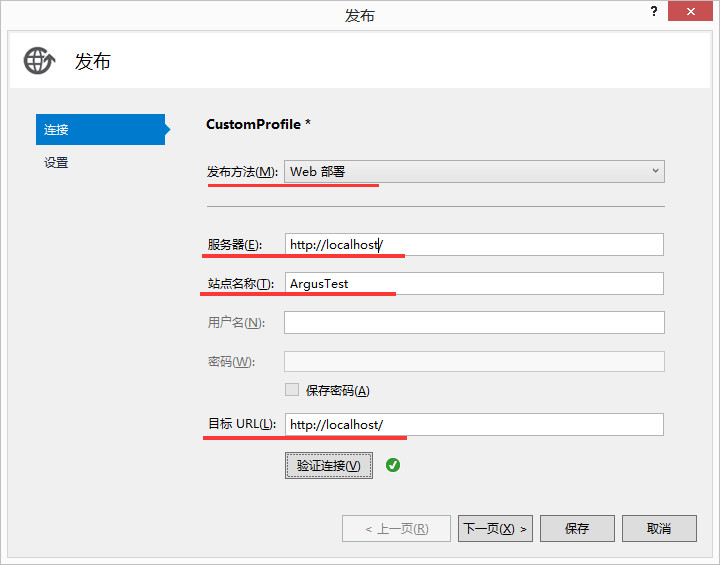 发布
? ×
发布
连接
设置
CustomProfile *
发布方法(M): Web 部署
服务器(E): http://localhost/
站点名称(T): ArgusTest
用户名(N):
密码(W):
保存密码(A)
目标 URL(L): http://localhost/
验证连接(V)
< 上一页(R) 下一页(X) > 保存 取消